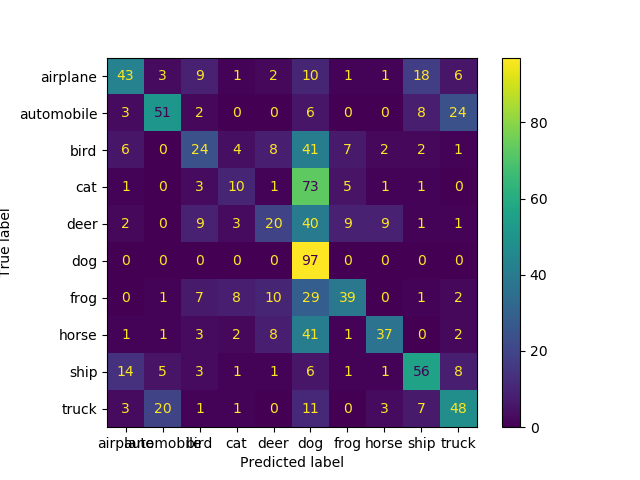 airplane 43 3 9 1 2 10 1 1 18 6
automobile 3 51 2 0 0 6 0 0 8 24
bird 6 0 24 4 8 41 7 2 2 1
cat 1 0 3 10 1 73 5 1 1 0
deer 2 0 9 3 20 40 9 9 1 1
dog 0 0 0 0 0 97 0 0 0 0
frog 0 1 7 8 10 29 39 0 1 2
horse 1 1 3 2 8 41 1 37 0 2
ship 14 5 3 1 1 6 1 1 56 8
truck 3 20 1 1 0 11 0 3 7 48
airplane automobile bird cat deer dog frog horse ship truck
Predicted label
True label
80
60
40
20
0